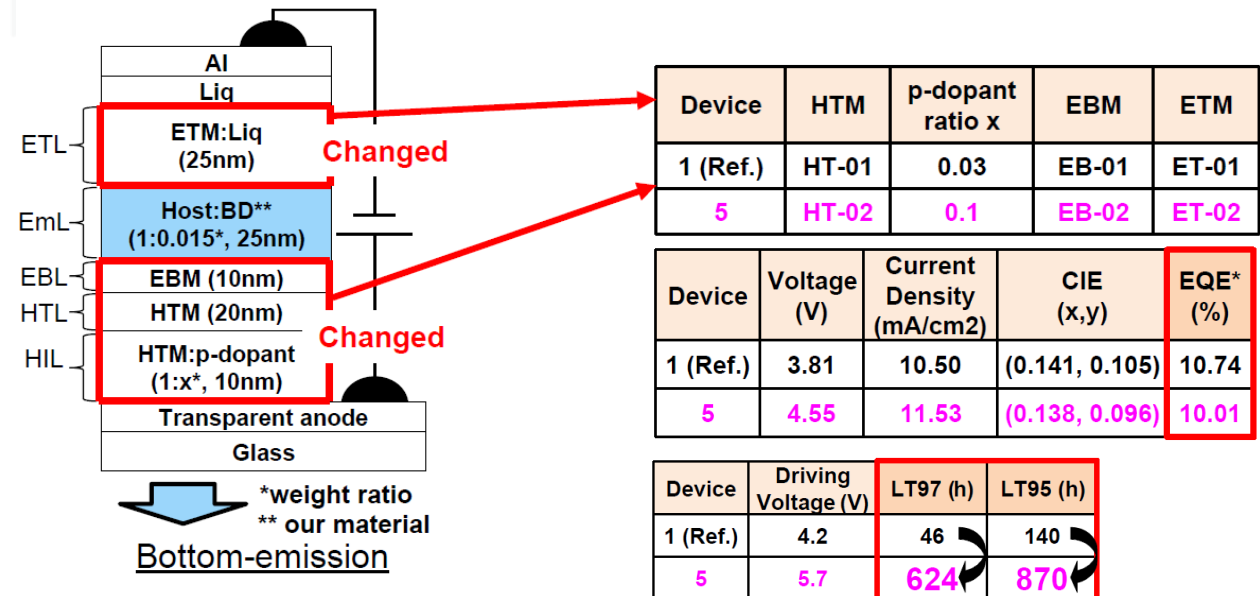 Al
Liq
ETL
ETM:Liq
(25nm)
Changed
EmL
Host:BD**
(1:0.015*, 25nm)
EBL
EBM (10nm)
HTL
HTM (20nm)
Changed
HIL
HTM:p-dopant
(1:x*, 10nm)
Transparent anode
Glass
*weight ratio
** our material
Bottom-emission
Device HTM p-dopant ratio x EBM ETM
1 (Ref.) HT-01 0.03 EB-01 ET-01
5 HT-02 0.1 EB-02 ET-02
Device Voltage (V) Current Density (mA/cm2) CIE (x,y) EQE* (%)
1 (Ref.) 3.81 10.50 (0.141, 0.105) 10.74
5 4.55 11.53 (0.138, 0.096) 10.01
Device Driving Voltage (V) LT97 (h) LT95 (h)
1 (Ref.) 4.2 46 140
5 5.7 624 870